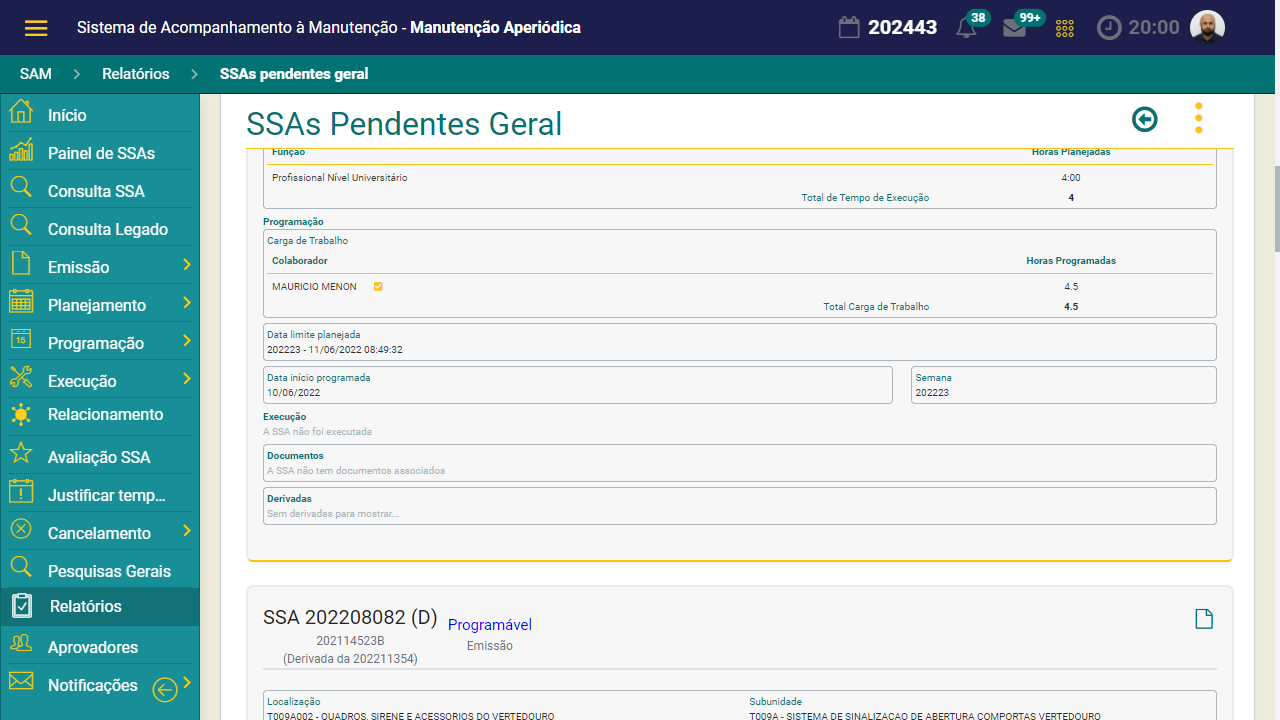 Sistema de Acompanhamento à Manutenção - Manutenção Aperiódica
202443
38
99+
20:00
SAM
Relatórios
SSAs pendentes geral
Início
Painel de SSAs
Consulta SSA
Consulta Legado
Emissão
Planejamento
15
Programação
Execução
Relacionamento
Avaliação SSA
Justificar temp...
Cancelamento
Pesquisas Gerais
Relatórios
Aprovadores
Notificações
SSAs Pendentes Geral
Função Horas Planejadas
Profissional Nível Universitário 4:00
Total de Tempo de Execução 4
Programação
Carga de Trabalho
Colaborador Horas Programadas
MAURICIO MENON 4.5
Total Carga de Trabalho 4.5
Data limite planejada
202223 - 11/06/2022 08:49:32
Data início programada Semana
10/06/2022 202223
Execução
A SSA não foi executada
Documentos
A SSA não tem documentos associados
Derivadas
Sem derivadas para mostrar...
SSA 202208082 (D) Programável
202114523B Emissão
(Derivada da 202211354)
Localização Subunidade
T009A002 - QUADROS, SIRENE E ACESSORIOS DO VERTEDOURO T009A - SISTEMA DE SINALIZACAO DE ABERTURA COMPORTAS VERTEDOURO